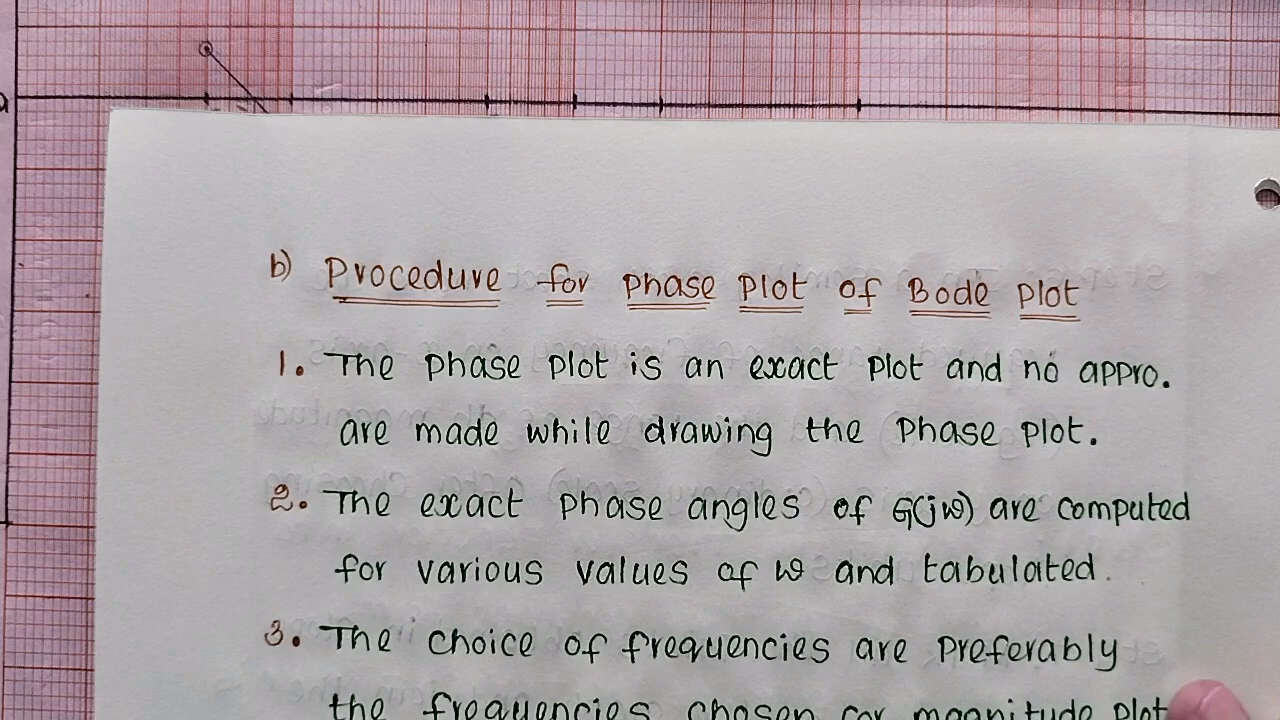 b) Procedure for phase plot of Bode plot
1. The phase plot is an exact plot and no appro.
are made while drawing the phase plot.
2. The exact phase angles of G(jω) are computed
for various values of ω and tabulated.
3. The choice of frequencies are preferably
the frequencies chosen for magnitude plot